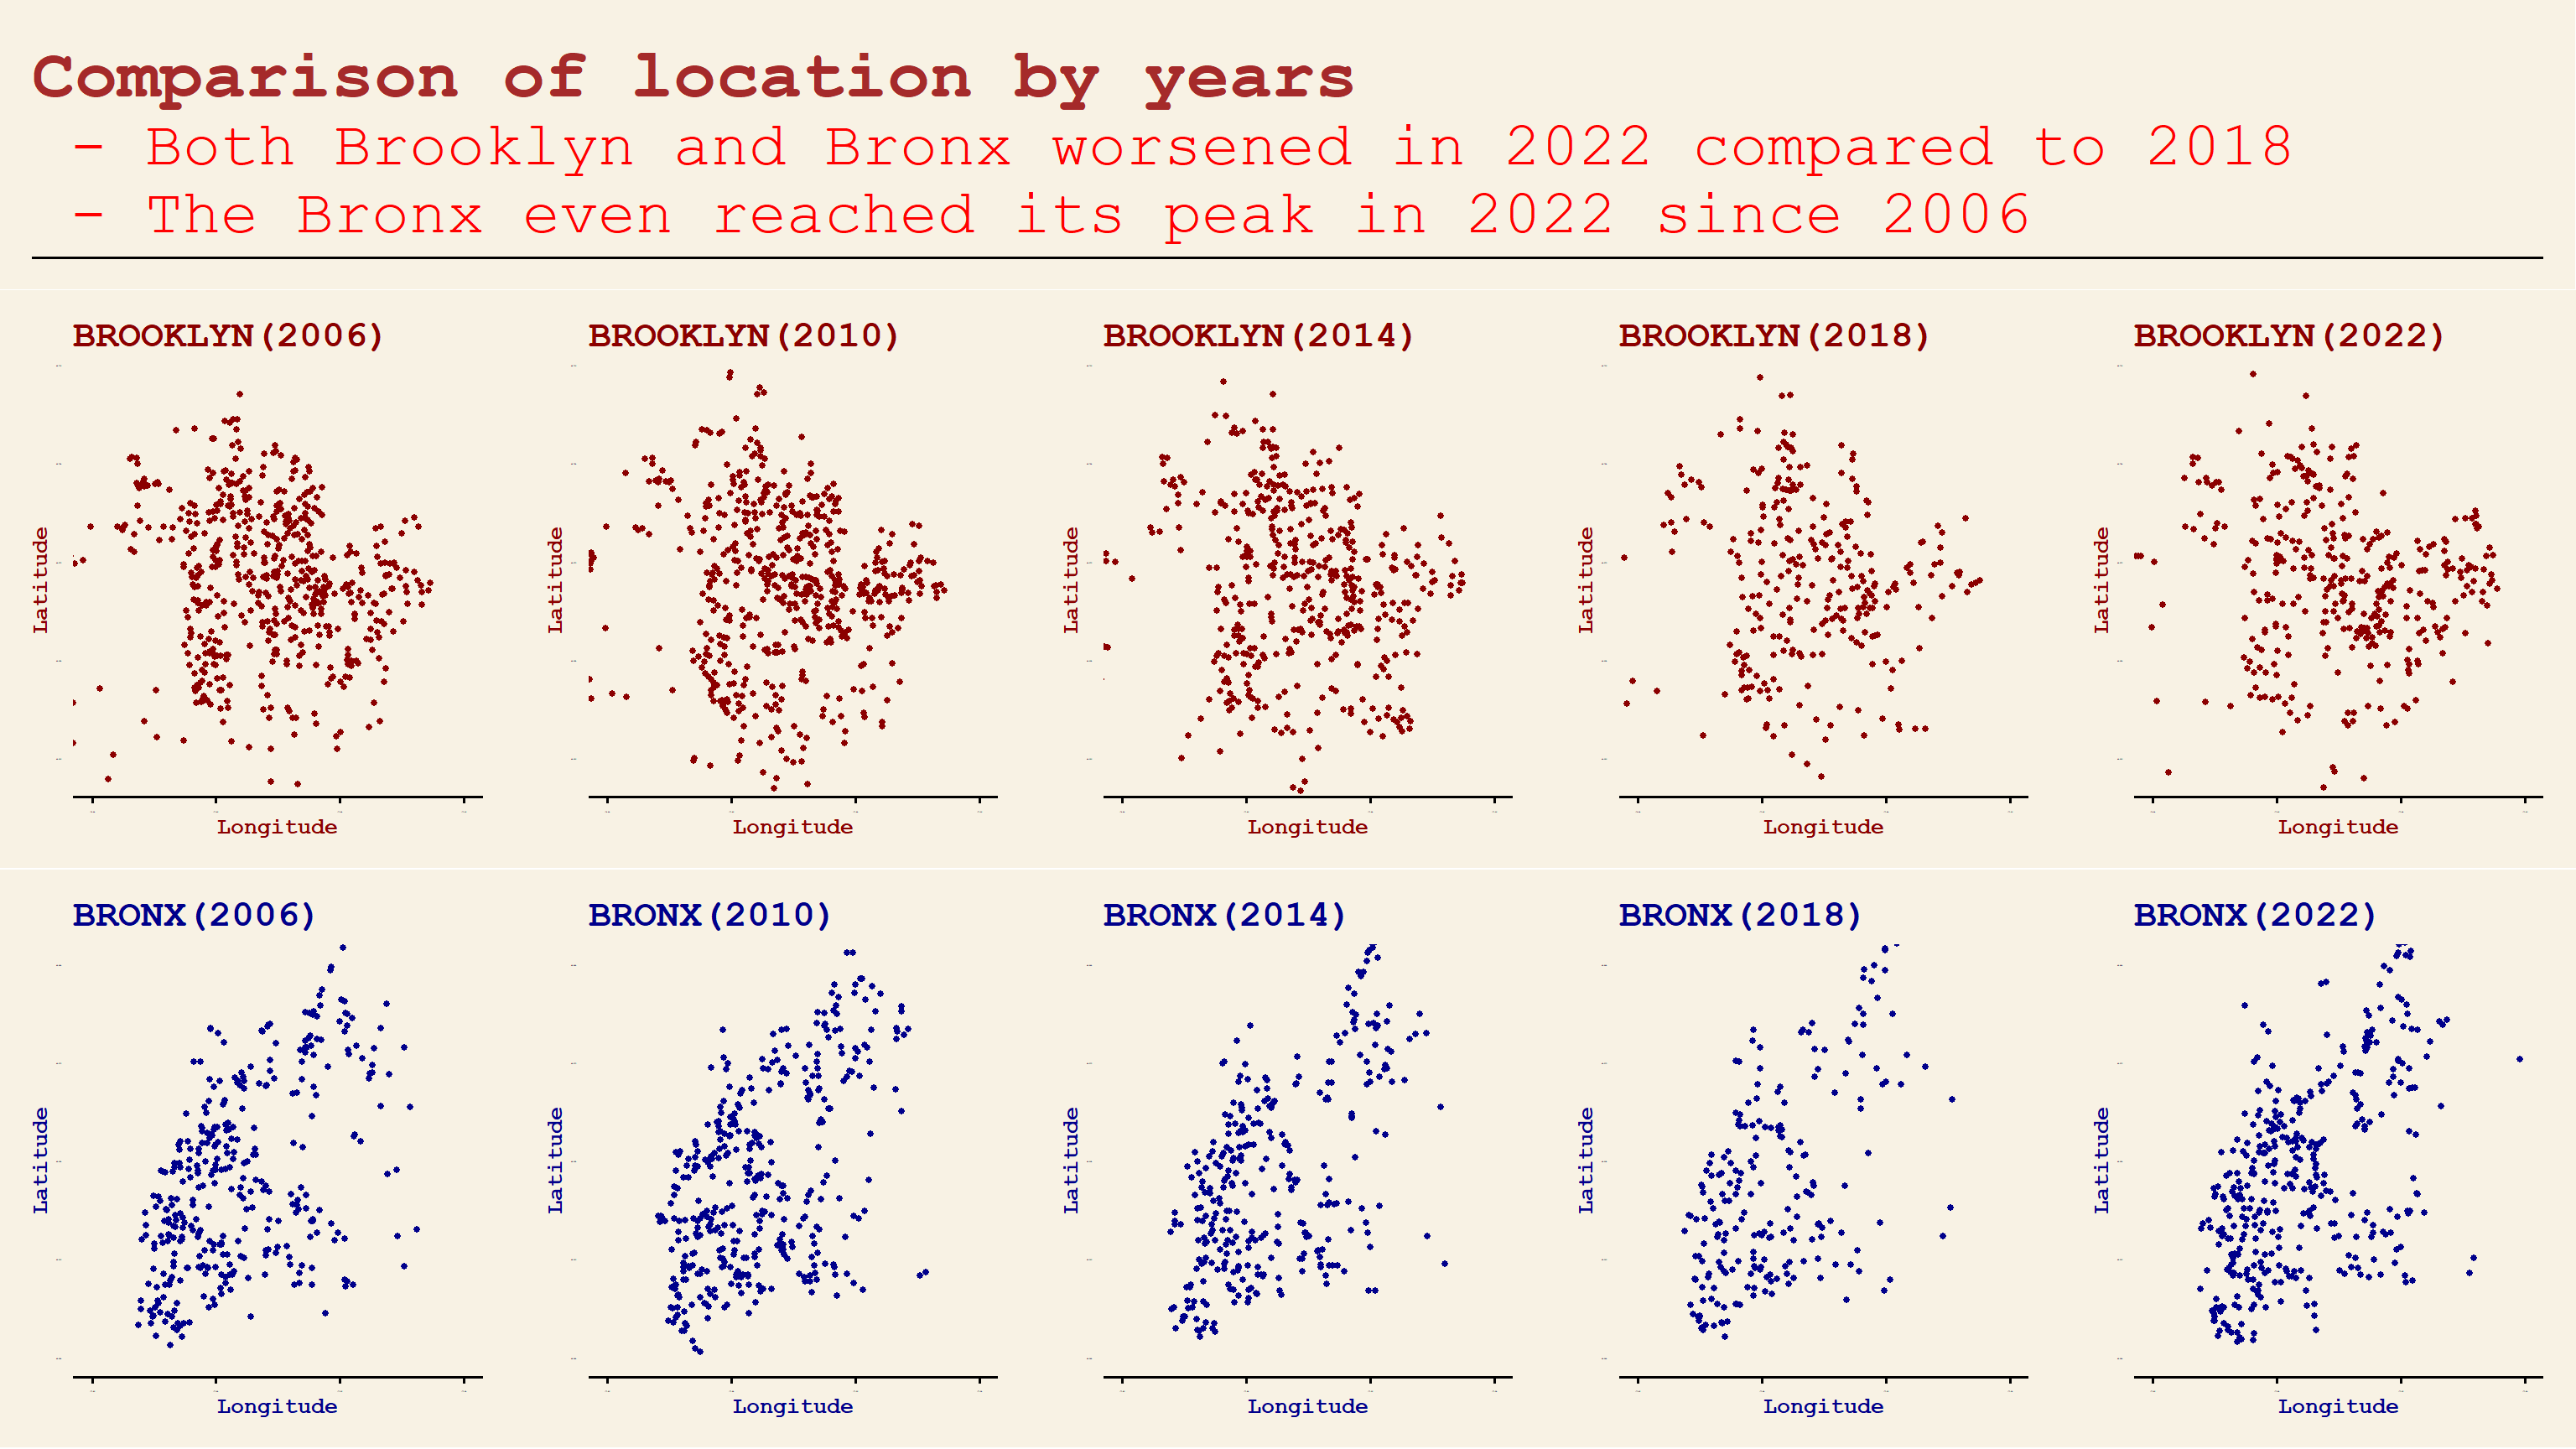 Comparison of location by years
- Both Brooklyn and Bronx worsened in 2022 compared to 2018
- The Bronx even reached its peak in 2022 since 2006
BROOKLYN(2006)
BROOKLYN(2010)
BROOKLYN(2014)
BROOKLYN(2018)
BROOKLYN(2022)
Latitude
Latitude
Latitude
Latitude
Latitude
Longitude
Longitude
Longitude
Longitude
Longitude
BRONX(2006)
BRONX(2010)
BRONX(2014)
BRONX(2018)
BRONX(2022)
Latitude
Latitude
Latitude
Latitude
Latitude
Longitude
Longitude
Longitude
Longitude
Longitude